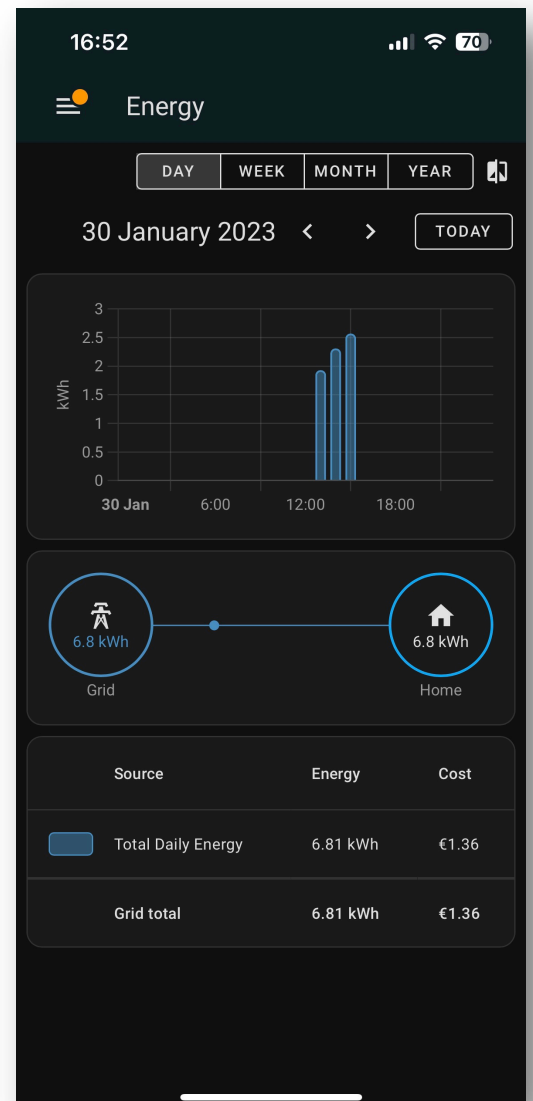 16:52 70
Energy
DAY WEEK MONTH YEAR
30 January 2023 TODAY
3
2.5
2
1.5
1
0.5
0
kWh
30 Jan 6:00 12:00 18:00
6.8 kWh 6.8 kWh
Grid Home
Source Energy Cost
Total Daily Energy 6.81 kWh €1.36
Grid total 6.81 kWh €1.36